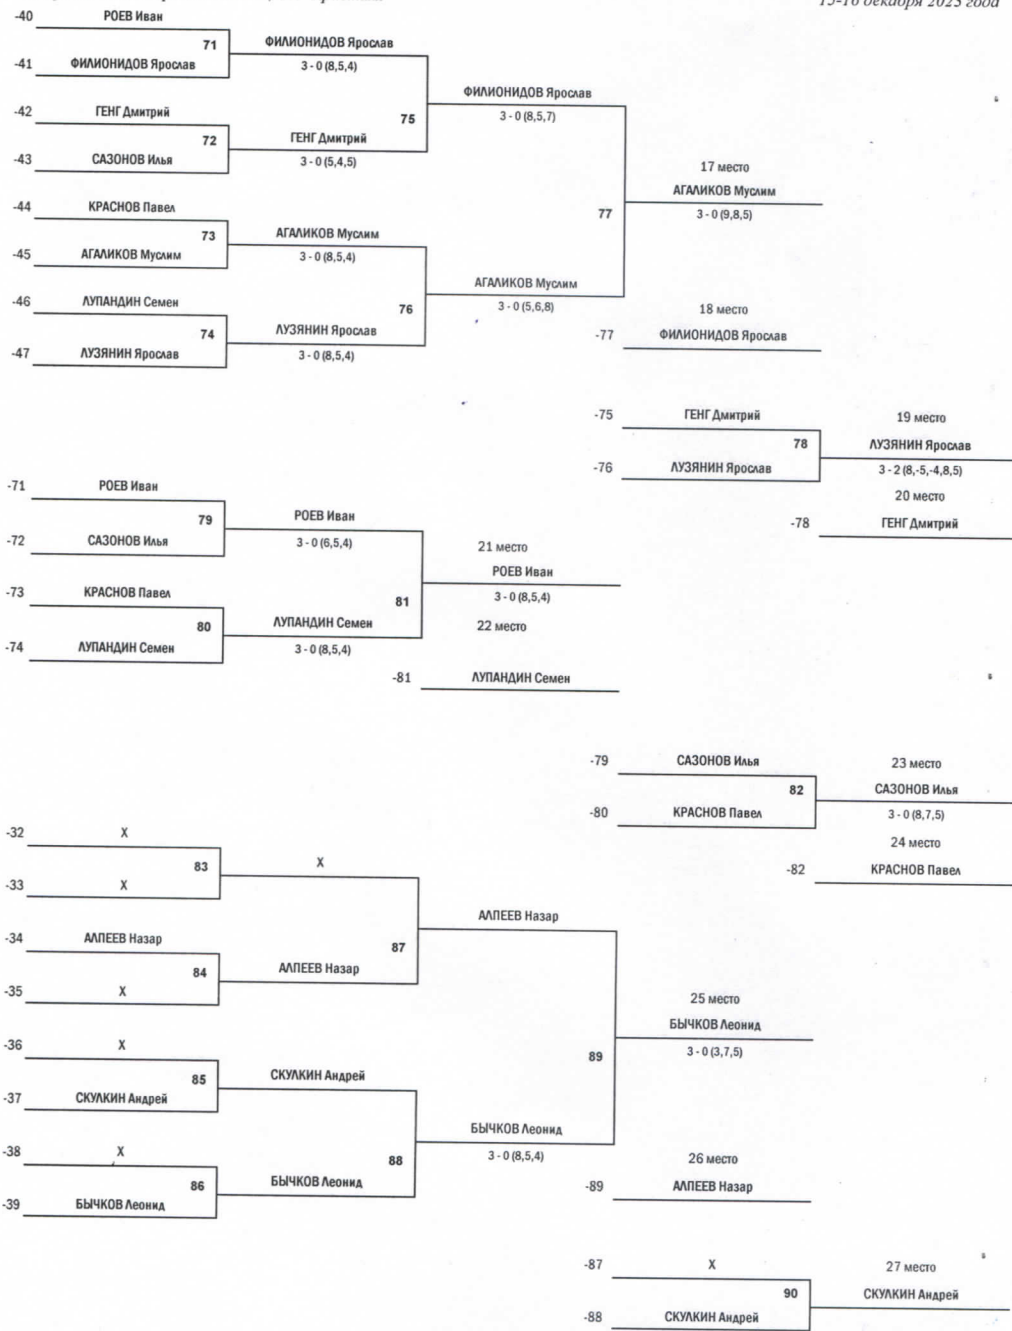 15-16 декабря 2023 года
-40 РОЕВ Иван
71
ФИЛИОНИДОВ Ярослав
3 - 0 (8,5,4)
-41 ФИЛИОНИДОВ Ярослав
75
ФИЛИОНИДОВ Ярослав
3 - 0 (8,5,7)
-42 ГЕНГ Дмитрий
72
ГЕНГ Дмитрий
3 - 0 (5,4,5)
-43 САЗОНОВ Илья
77
17 место
АГАЛИКОВ Муслим
3 - 0 (9,8,5)
-44 КРАСНОВ Павел
73
АГАЛИКОВ Муслим
3 - 0 (8,5,4)
-45 АГАЛИКОВ Муслим
76
АГАЛИКОВ Муслим
3 - 0 (5,6,8)
-46 ЛУПАНДИН Семен
74
ЛУЗЯНИН Ярослав
3 - 0 (8,5,4)
-47 ЛУЗЯНИН Ярослав
18 место
-77 ФИЛИОНИДОВ Ярослав
-75 ГЕНГ Дмитрий
78
19 место
ЛУЗЯНИН Ярослав
3 - 2 (8,-5,-4,8,5)
-76 ЛУЗЯНИН Ярослав
20 место
-78 ГЕНГ Дмитрий
-71 РОЕВ Иван
79
РОЕВ Иван
3 - 0 (6,5,4)
-72 САЗОНОВ Илья
81
21 место
РОЕВ Иван
3 - 0 (8,5,4)
-73 КРАСНОВ Павел
80
ЛУПАНДИН Семен
3 - 0 (8,5,4)
-74 ЛУПАНДИН Семен
22 место
-81 ЛУПАНДИН Семен
-79 САЗОНОВ Илья
82
23 место
САЗОНОВ Илья
3 - 0 (8,7,5)
-80 КРАСНОВ Павел
24 место
-82 КРАСНОВ Павел
-32 X
83
X
-33 X
87
АЛПЕЕВ Назар
-34 АЛПЕЕВ Назар
84
АЛПЕЕВ Назар
-35 X
89
25 место
БЫЧКОВ Леонид
3 - 0 (3,7,5)
-36 X
85
СКУЛКИН Андрей
-37 СКУЛКИН Андрей
88
БЫЧКОВ Леонид
3 - 0 (8,5,4)
-38 X
86
БЫЧКОВ Леонид
-39 БЫЧКОВ Леонид
26 место
-89 АЛПЕЕВ Назар
-87 X
90
27 место
СКУЛКИН Андрей
-88 СКУЛКИН Андрей